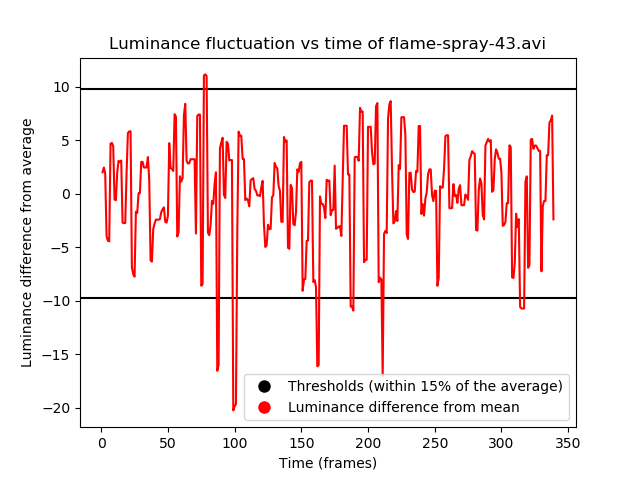 Luminance fluctuation vs time of flame-spray-43.avi
Luminance difference from average
10
5
0
−5
−10
−15
−20
Thresholds (within 15% of the average)
Luminance difference from mean
0 50 100 150 200 250 300 350
Time (frames)